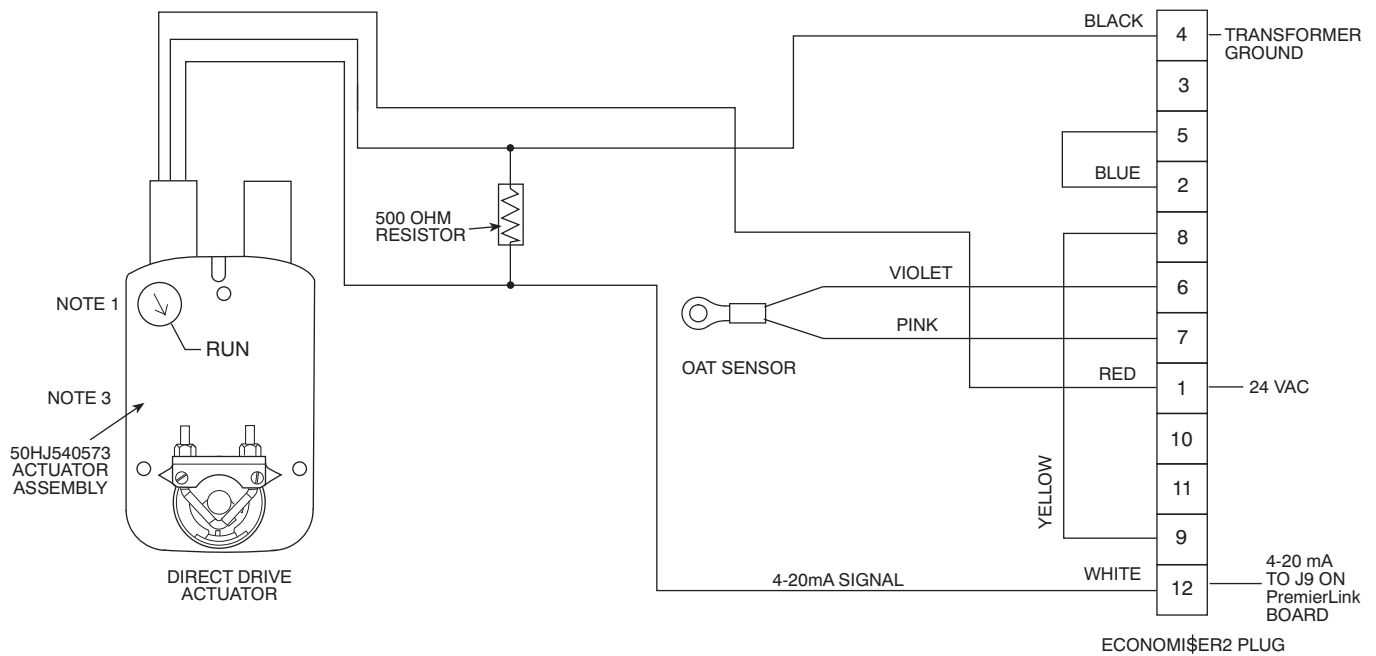 BLACK
4
TRANSFORMER
GROUND
3
5
BLUE
2
500 OHM
RESISTOR
8
VIOLET
6
NOTE 1
PINK
7
RUN
OAT SENSOR
RED
1
24 VAC
NOTE 3
10
50HJ540573
ACTUATOR
ASSEMBLY
YELLOW
11
9
DIRECT DRIVE
ACTUATOR
4-20mA SIGNAL
WHITE
12
4-20 mA
TO J9 ON
PremierLink
BOARD
ECONOMI$ER2 PLUG